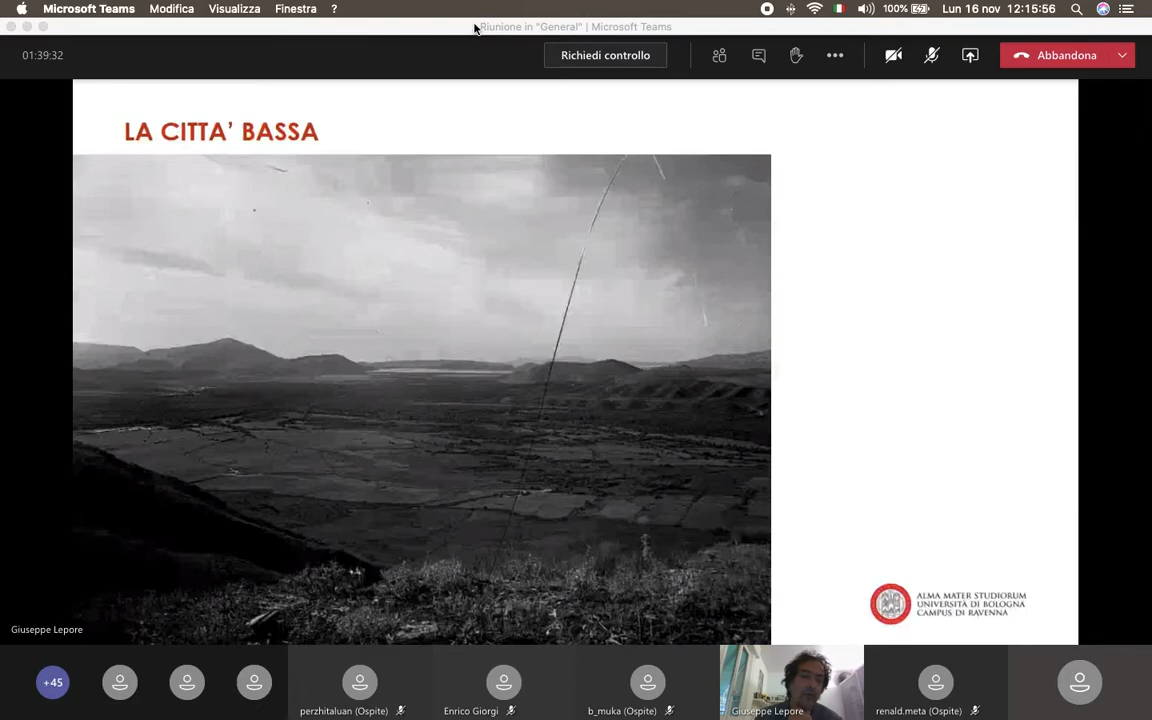 Microsoft Teams Modifica Visualizza Finestra ? 100% Lun 16 nov 12:15:56
Riunione in "General" | Microsoft Teams
01:39:32 Richiedi controllo Abbandona
LA CITTA' BASSA
ALMA MATER STUDIORUM
UNIVERSITÀ DI BOLOGNA
CAMPUS DI RAVENNA
Giuseppe Lepore
+45
perzhitaluan (Ospite) Enrico Giorgi b_muka (Ospite) Giuseppe Lepore renald.meta (Ospite)